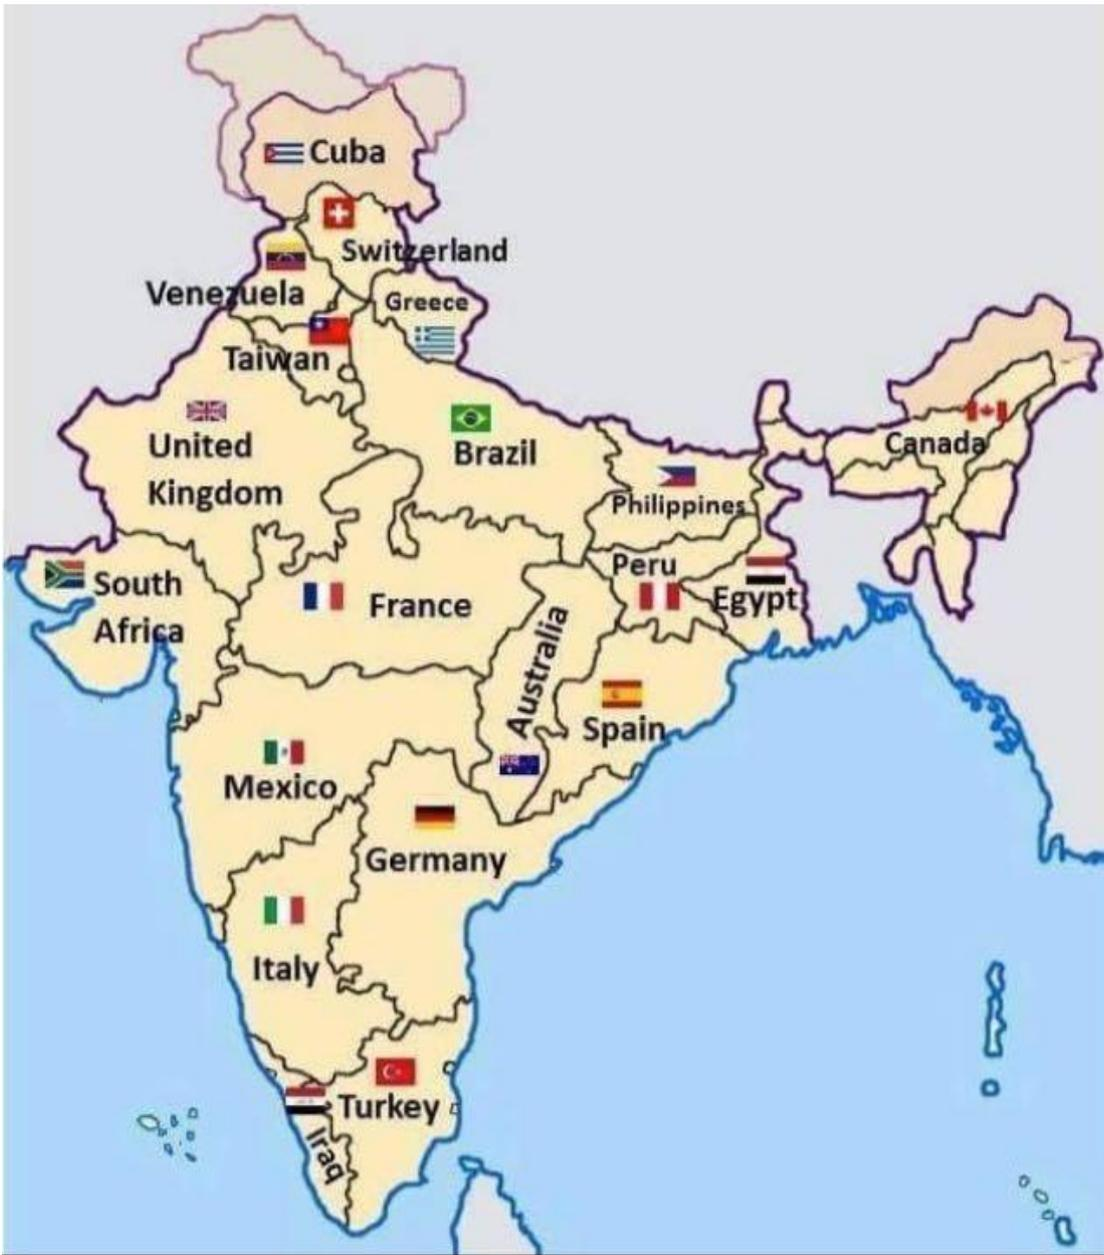 Cuba
Switzerland
Venezuela
Greece
Taiwan
United
Kingdom
Brazil
Canada
Philippines
South
Africa
France
Peru
Egypt
Australia
Spain
Mexico
Germany
Italy
Turkey
Iraq